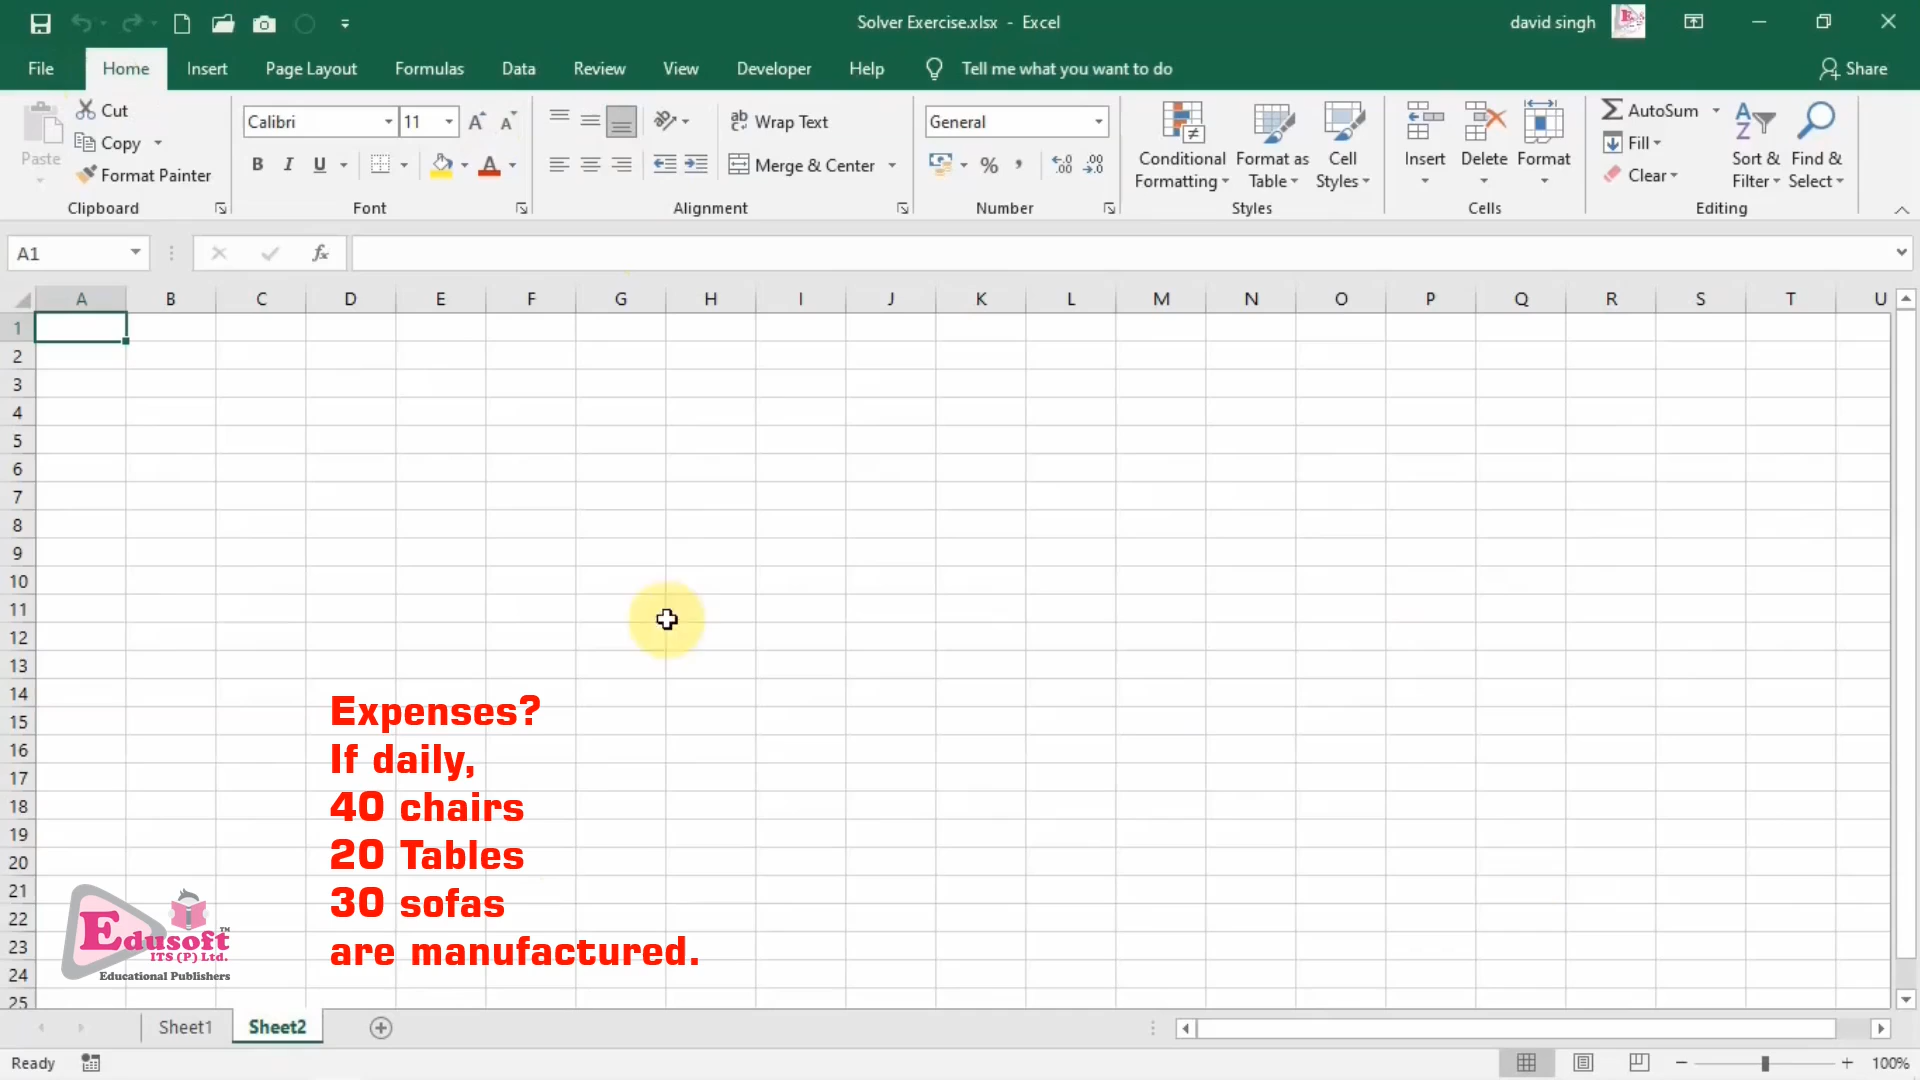 Solver Exercise.xlsx - Excel
david singh
File Home Insert Page Layout Formulas Data Review View Developer Help Tell me what you want to do Share
Paste
Cut
Copy
Format Painter
Clipboard
Calibri 11
B I U
Font
Wrap Text
Merge & Center
Alignment
General
Number
Conditional Formatting
Format as Table
Cell Styles
Styles
Insert Delete Format
Cells
AutoSum
Fill
Clear
Sort & Filter
Find & Select
Editing
A1
fx
A B C D E F G H I J K L M N O P Q R S T U
1
2
3
4
5
6
7
8
9
10
11
12
13
14
15
16
17
18
19
20
21
22
23
24
25
Expenses?
If daily,
40 chairs
20 Tables
30 sofas
are manufactured.
Edusoft TM
ITS (P) Ltd.
Educational Publishers
Sheet1 Sheet2
Ready
100%